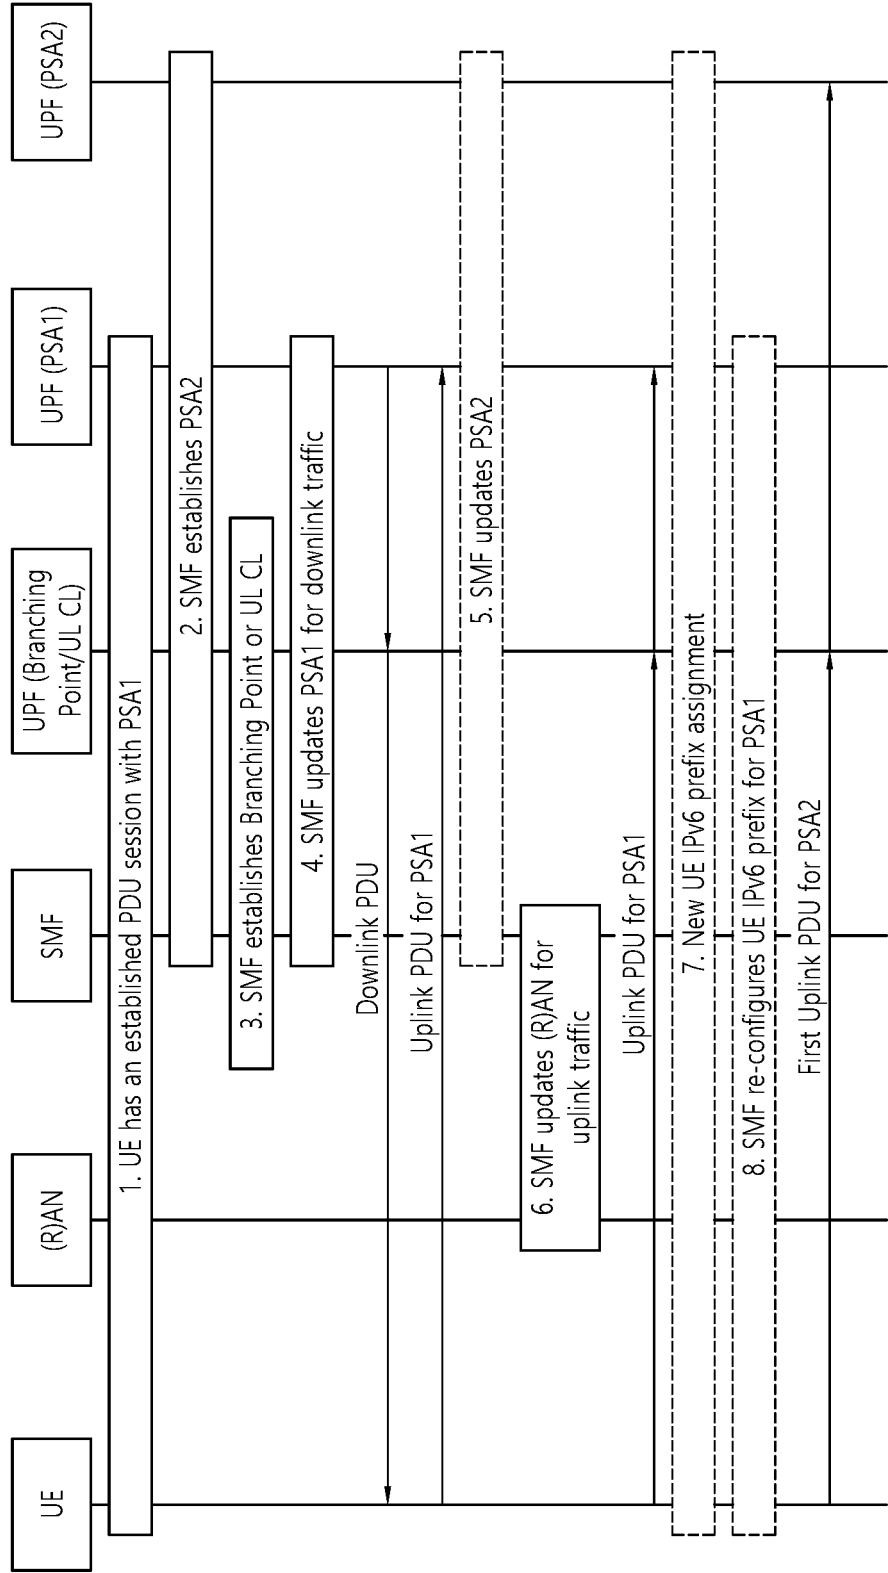 UE
(R)AN
SMF
UPF (Branching
Point/UL CL)
UPF (PSA1)
UPF (PSA2)
1. UE has an established PDU session with PSA1
2. SMF establishes PSA2
3. SMF establishes Branching Point or UL CL
4. SMF updates PSA1 for downlink traffic
Downlink PDU
Uplink PDU for PSA1
5. SMF updates PSA2
6. SMF updates (R)AN for
uplink traffic
Uplink PDU for PSA1
7. New UE IPv6 prefix assignment
8. SMF re-configures UE IPv6 prefix for PSA1
First Uplink PDU for PSA2